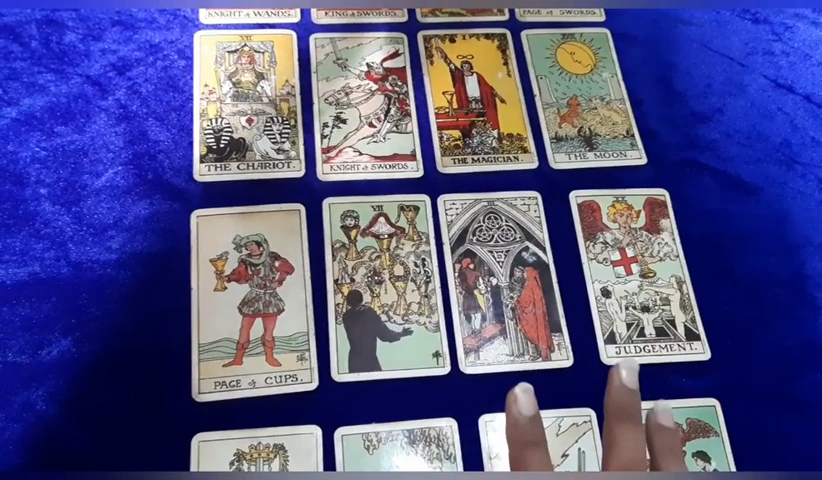 KNIGHT of WANDS.
KING of SWORDS.
PAGE of SWORDS.
VII
THE CHARIOT.
KNIGHT of SWORDS.
I
THE MAGICIAN.
XVIII
THE MOON.
PAGE of CUPS.
VII
JUDGEMENT.